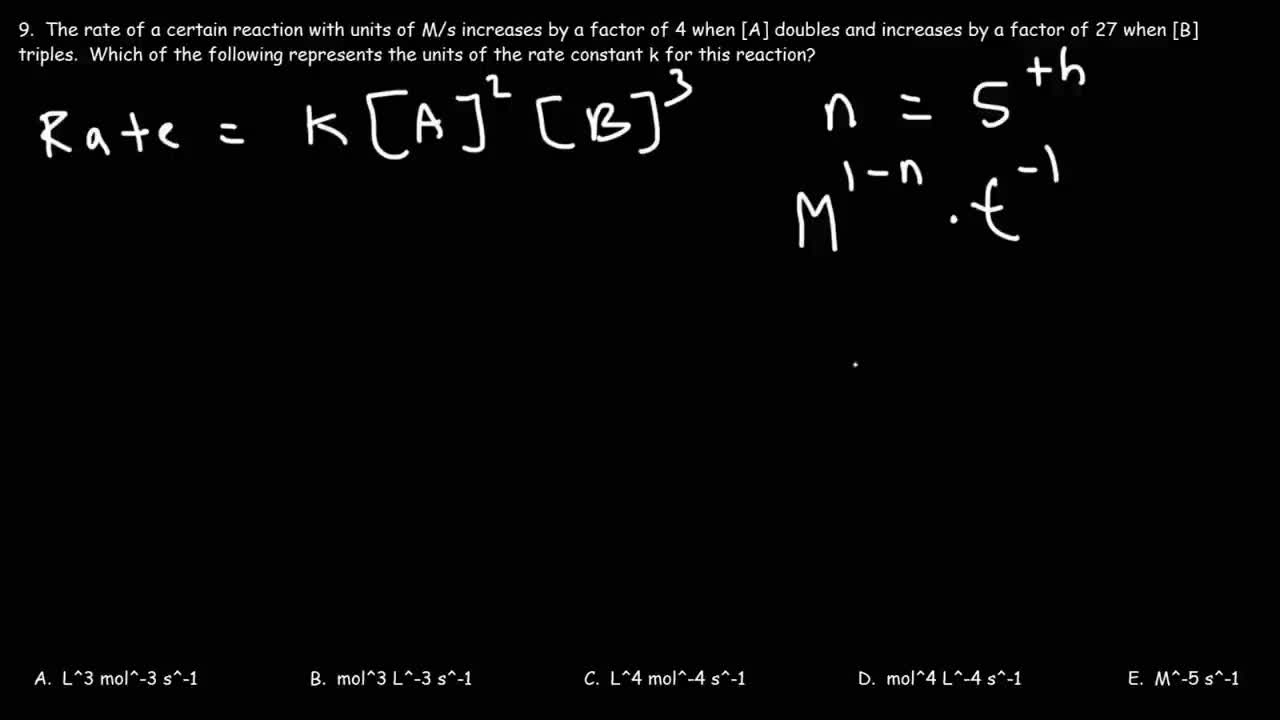 9. The rate of a certain reaction with units of M/s increases by a factor of 4 when [A] doubles and increases by a factor of 27 when [B]
triples. Which of the following represents the units of the rate constant k for this reaction?
Rate = K[A]^2 [B]^3
n = 5^th
M^1-n . t^-1
A. L^3 mol^-3 s^-1 B. mol^3 L^-3 s^-1 C. L^4 mol^-4 s^-1 D. mol^4 L^-4 s^-1 E. M^-5 s^-1